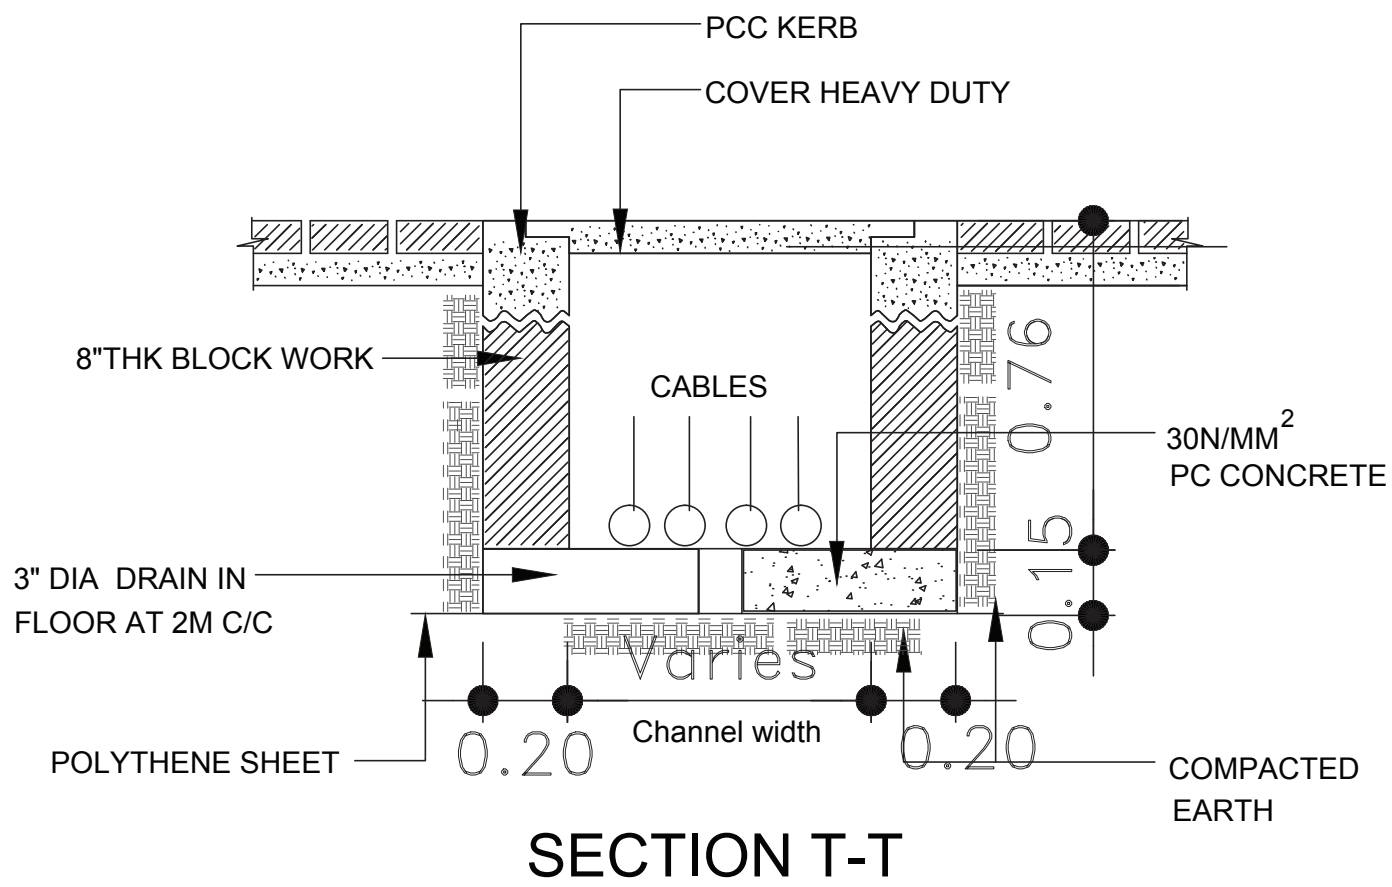 PCC KERB
COVER HEAVY DUTY
8"THK BLOCK WORK
CABLES
0.76
30N/MM²
PC CONCRETE
0.15
3" DIA  DRAIN IN
FLOOR AT 2M C/C
Varies
Channel width
0.20
0.20
POLYTHENE SHEET
COMPACTED
EARTH
SECTION T-T